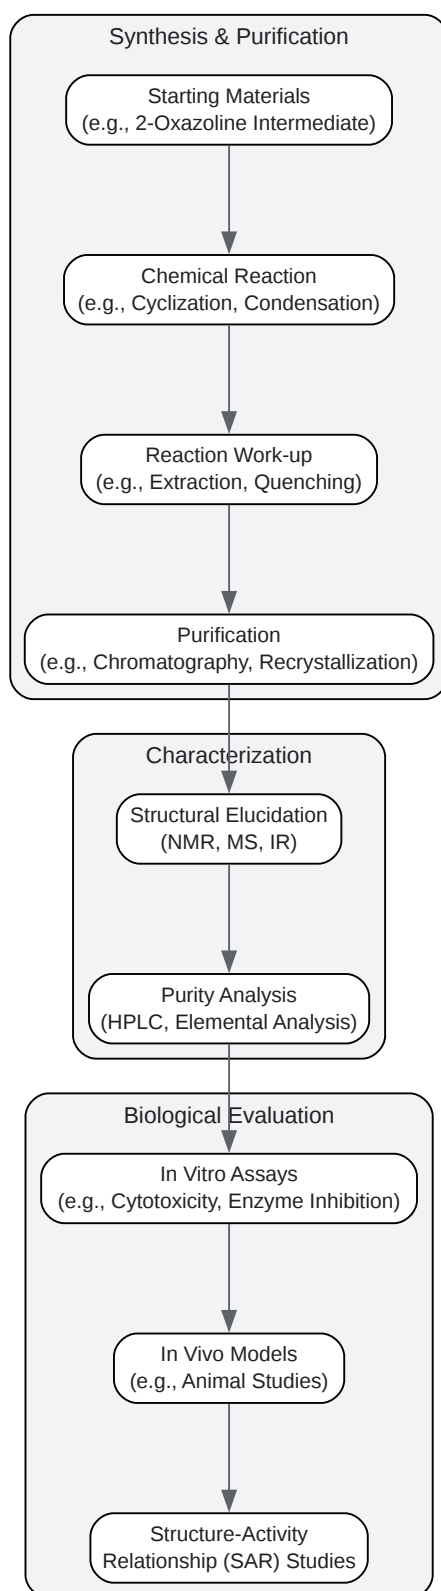 Synthesis & Purification
Starting Materials
(e.g., 2-Oxazoline Intermediate)
Chemical Reaction
(e.g., Cyclization, Condensation)
Reaction Work-up
(e.g., Extraction, Quenching)
Purification
(e.g., Chromatography, Recrystallization)
Characterization
Structural Elucidation
(NMR, MS, IR)
Purity Analysis
(HPLC, Elemental Analysis)
Biological Evaluation
In Vitro Assays
(e.g., Cytotoxicity, Enzyme Inhibition)
In Vivo Models
(e.g., Animal Studies)
Structure-Activity
Relationship (SAR) Studies